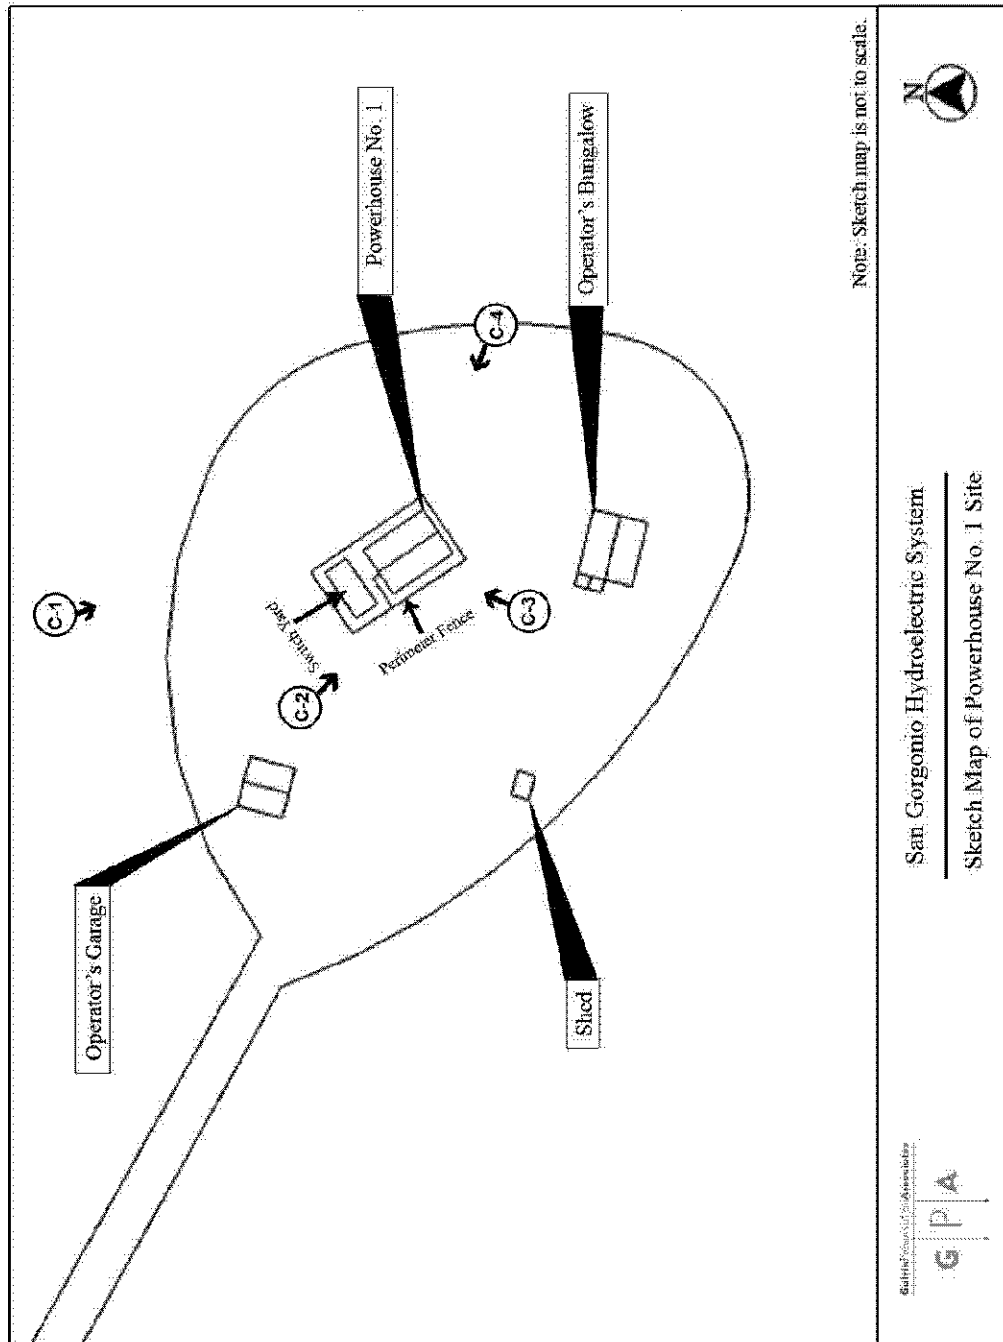 Operator's Garage
C-1
Powerhouse No. 1
C-2
Switch Yard
Perimeter Fence
C-4
C-3
Shed
Operator's Bungalow
Note: Sketch map is not to scale.
G P A
San Gorgonio Hydroelectric System
Sketch Map of Powerhouse No. 1 Site
N